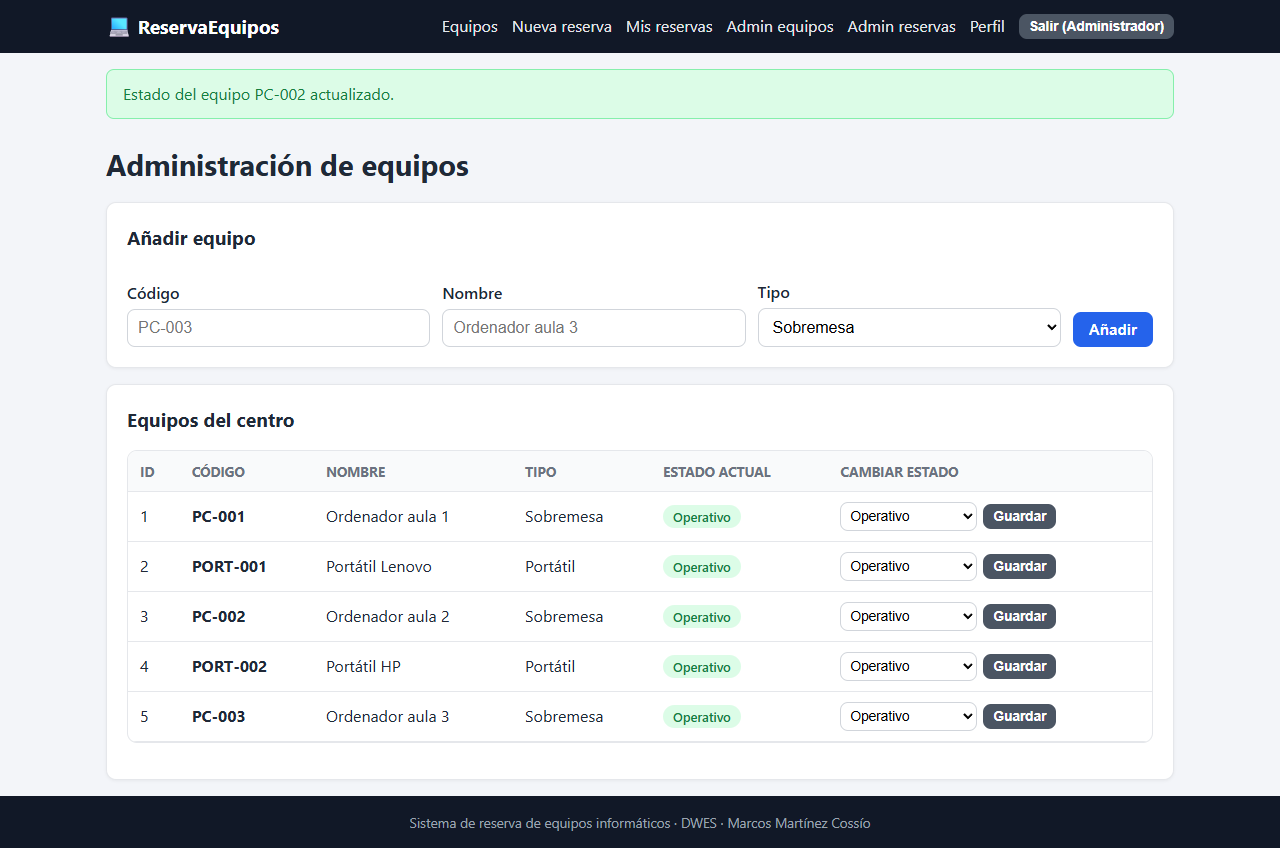 ReservaEquipos Equipos Nueva reserva Mis reservas Admin equipos Admin reservas Perfil Salir (Administrador)
Estado del equipo PC-002 actualizado.
Administración de equipos
Añadir equipo
Código Nombre Tipo
PC-003 Ordenador aula 3 Sobremesa Añadir
Equipos del centro
ID CÓDIGO NOMBRE TIPO ESTADO ACTUAL CAMBIAR ESTADO
1 PC-001 Ordenador aula 1 Sobremesa Operativo Operativo Guardar
2 PORT-001 Portátil Lenovo Portátil Operativo Operativo Guardar
3 PC-002 Ordenador aula 2 Sobremesa Operativo Operativo Guardar
4 PORT-002 Portátil HP Portátil Operativo Operativo Guardar
5 PC-003 Ordenador aula 3 Sobremesa Operativo Operativo Guardar
Sistema de reserva de equipos informáticos · DWES · Marcos Martínez Cossío